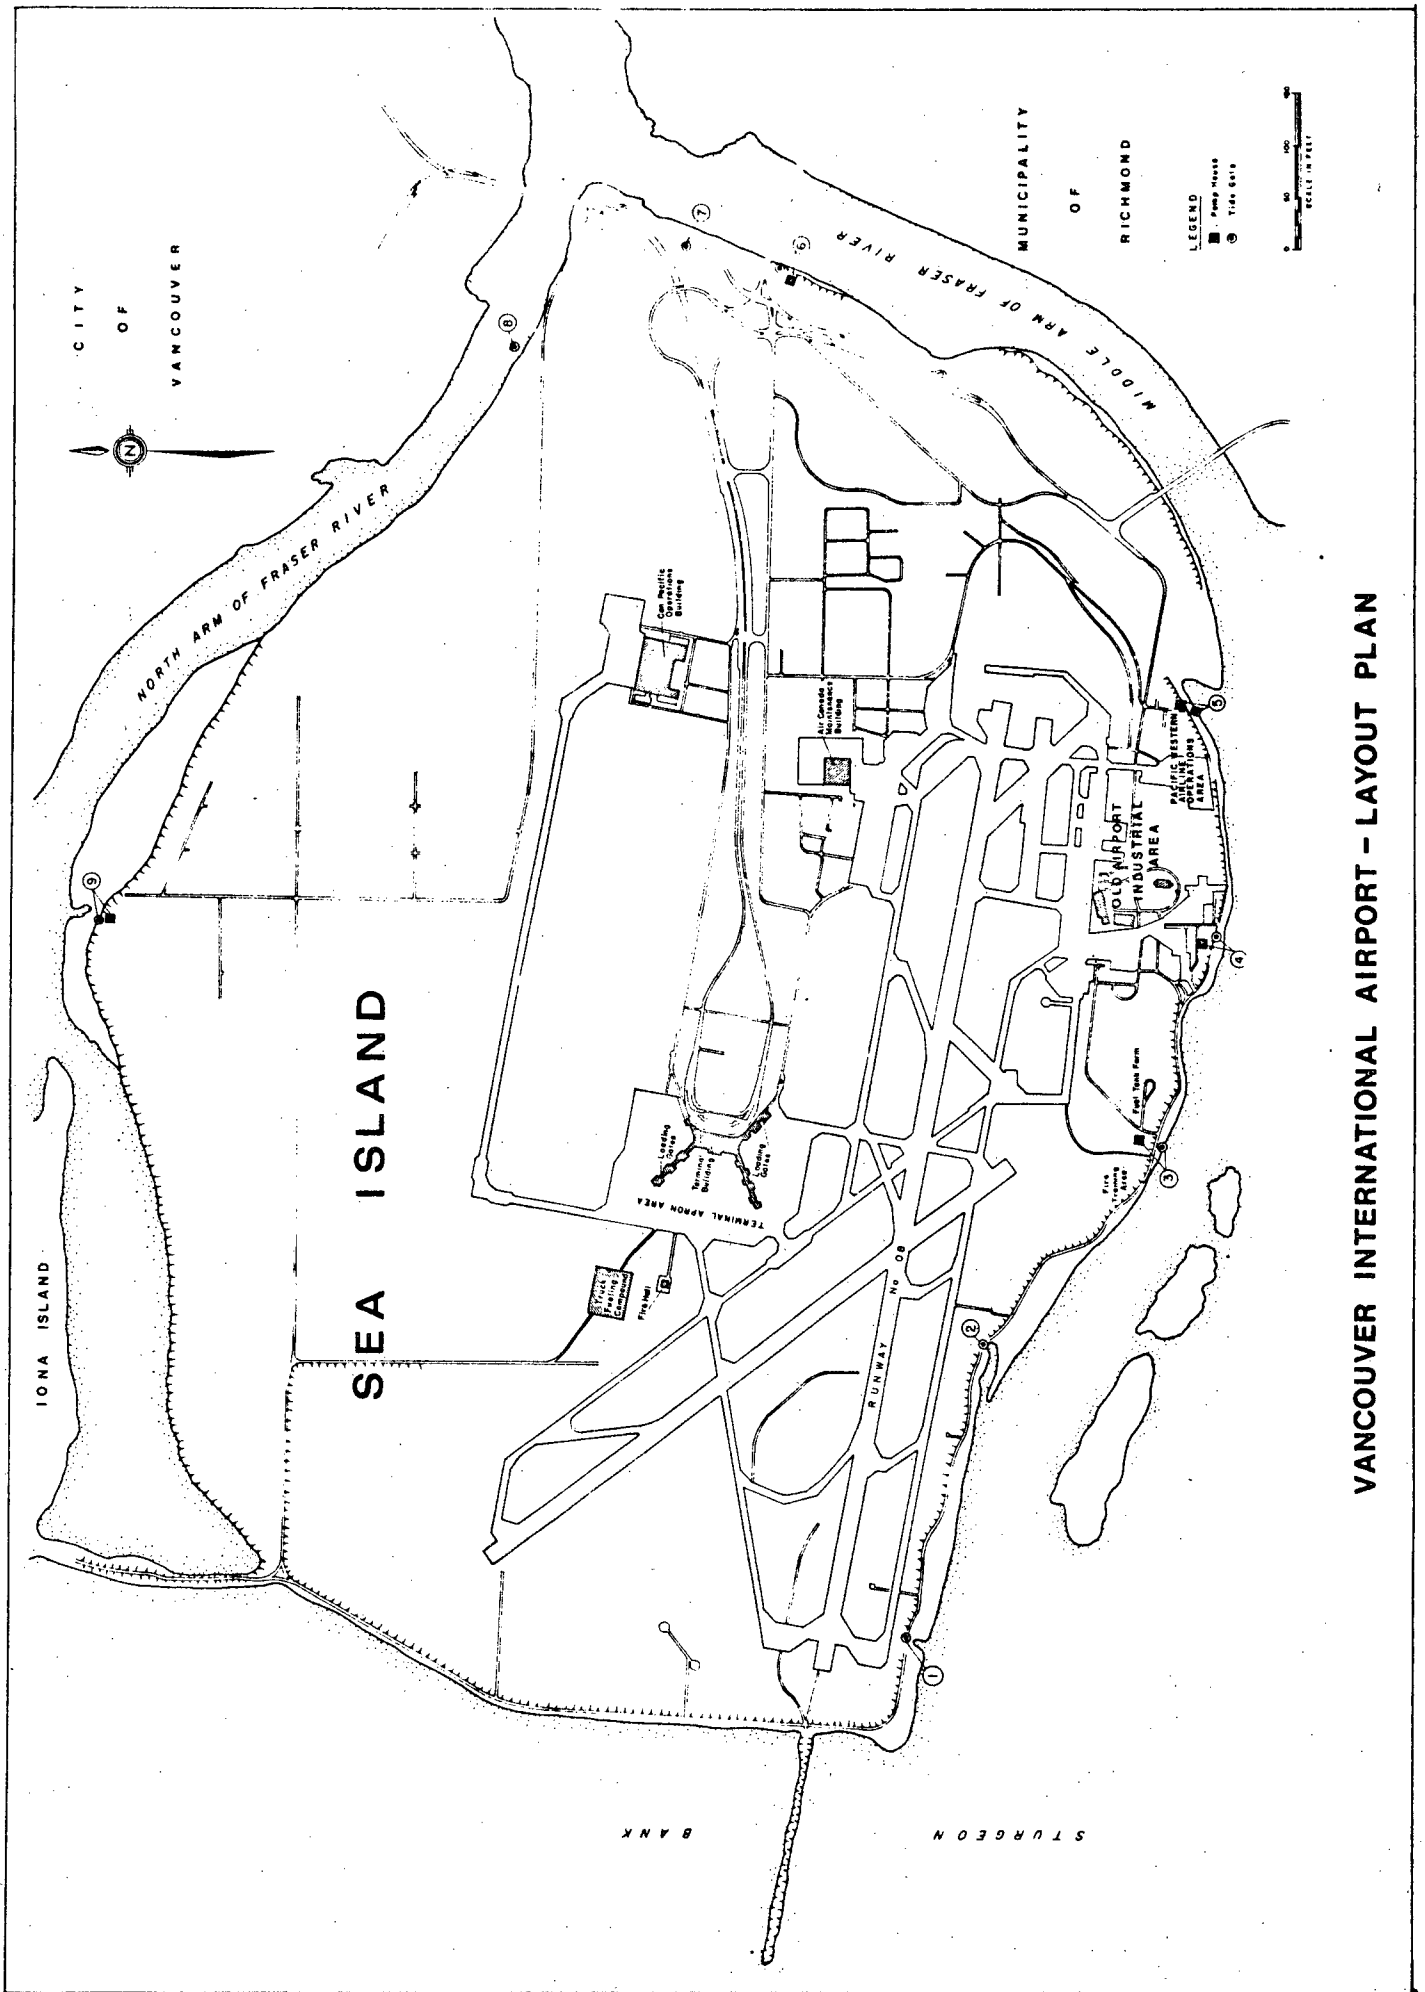 CITY
OF
VANCOUVER
N
NORTH ARM OF FRASER RIVER
IONA ISLAND
SEA ISLAND
MIDDLE ARM OF FRASER RIVER
MUNICIPALITY
OF
RICHMOND
LEGEND
Pump House
Tide Gate
0 50 100
SCALE IN FEET
Can Pacific
Operations
Building
Air Canada
Maintenance
Building
Loading
Gates
Terminal
Building
Loading
Gates
TERMINAL APRON AREA
Truck
Fueling
Compound
Fire Hall
RUNWAY No 08
OLD AIRPORT
INDUSTRIAL
AREA
PACIFIC WESTERN
AIRLINE
OPERATIONS
AREA
Fuel Tank Farm
Fire
Training
Area
1
2
3
4
5
6
7
8
9
STURGEON BANK
VANCOUVER INTERNATIONAL AIRPORT – LAYOUT PLAN